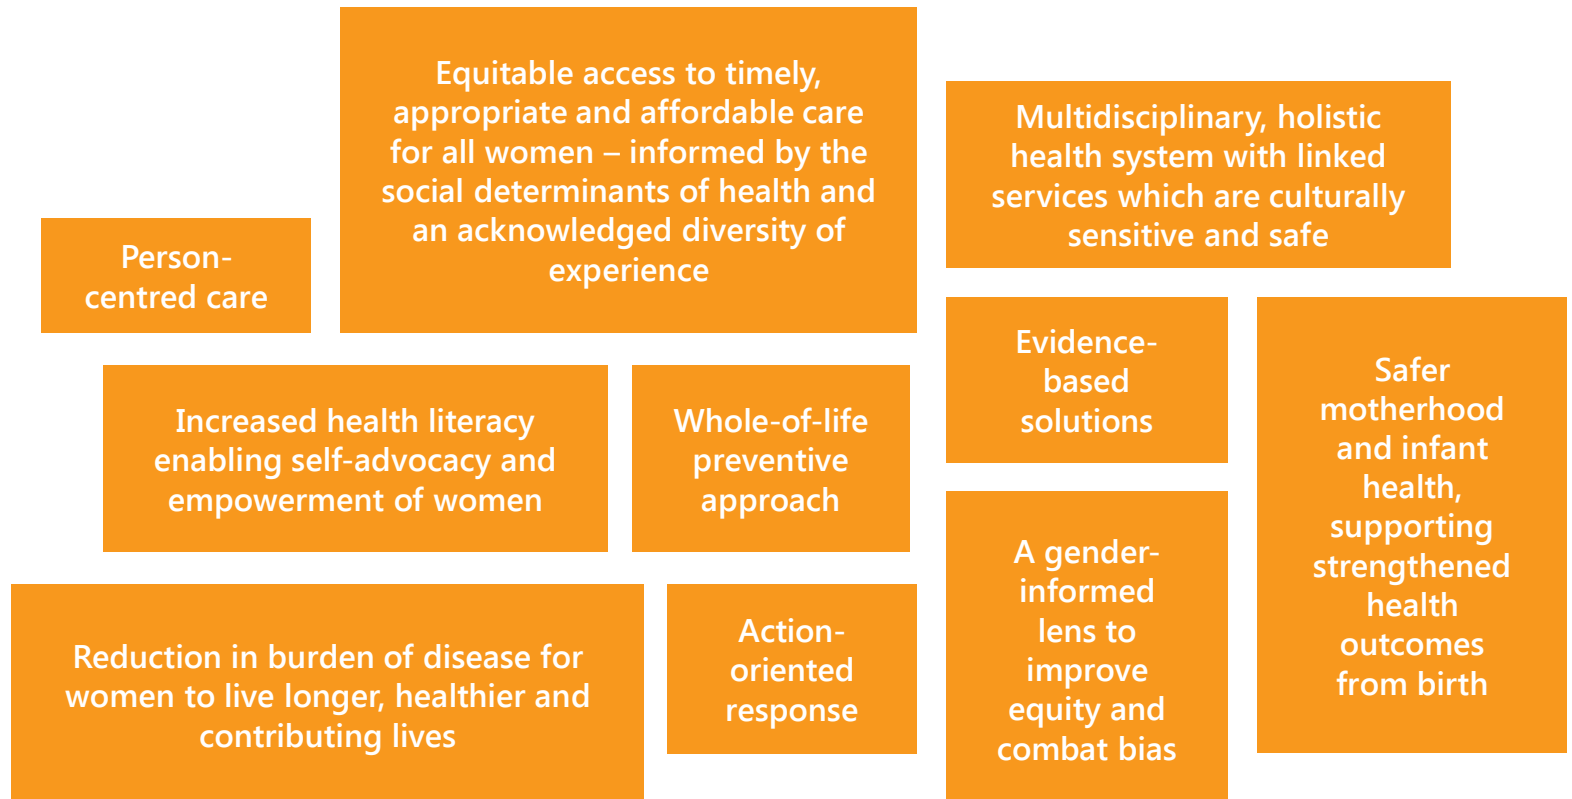 Equitable access to timely,
appropriate and affordable care
for all women – informed by the
social determinants of health and
an acknowledged diversity of
experience
Multidisciplinary, holistic
health system with linked
services which are culturally
sensitive and safe
Person-
centred care
Evidence-
based
solutions
Safer
motherhood
and infant
health,
supporting
strengthened
health
outcomes
from birth
Increased health literacy
enabling self-advocacy and
empowerment of women
Whole-of-life
preventive
approach
A gender-
informed
lens to
improve
equity and
combat bias
Reduction in burden of disease for
women to live longer, healthier and
contributing lives
Action-
oriented
response